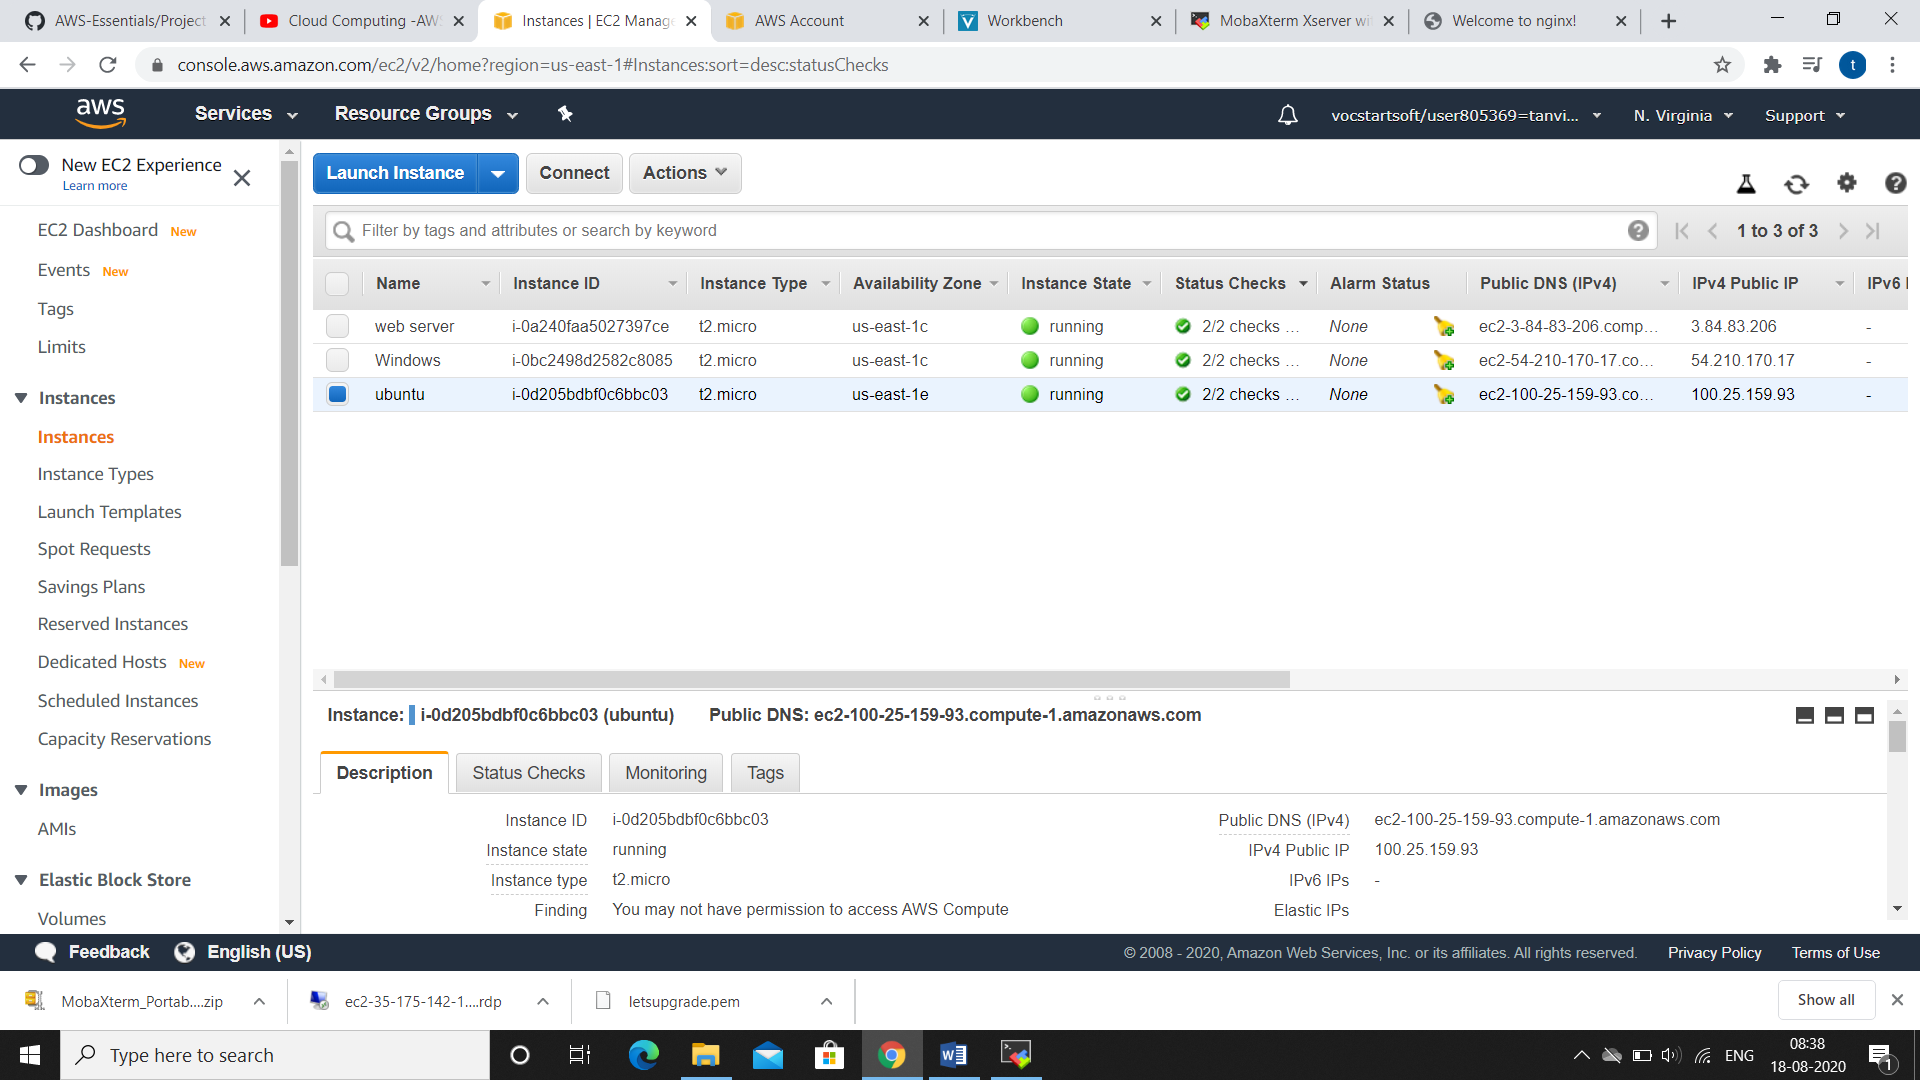 AWS-Essentials/Project
Cloud Computing -AWS
Instances | EC2 Manage
AWS Account
Workbench
MobaXterm Xserver wi
Welcome to nginx!
console.aws.amazon.com/ec2/v2/home?region=us-east-1#Instances:sort=desc:statusChecks
t
aws
Services
Resource Groups
vocstartsoft/user805369=tanvi...
N. Virginia
Support
New EC2 Experience
Learn more
Launch Instance
Connect
Actions
Filter by tags and attributes or search by keyword
1 to 3 of 3
Name Instance ID Instance Type Availability Zone Instance State Status Checks Alarm Status Public DNS (IPv4) IPv4 Public IP IPv6 I
web server i-0a240faa5027397ce t2.micro us-east-1c running 2/2 checks ... None ec2-3-84-83-206.comp... 3.84.83.206 -
Windows i-0bc2498d2582c8085 t2.micro us-east-1c running 2/2 checks ... None ec2-54-210-170-17.co... 54.210.170.17 -
ubuntu i-0d205bdbf0c6bbc03 t2.micro us-east-1e running 2/2 checks ... None ec2-100-25-159-93.co... 100.25.159.93 -
EC2 Dashboard New
Events New
Tags
Limits
Instances
Instances
Instance Types
Launch Templates
Spot Requests
Savings Plans
Reserved Instances
Dedicated Hosts New
Scheduled Instances
Capacity Reservations
Images
AMIs
Elastic Block Store
Volumes
Instance: i-0d205bdbf0c6bbc03 (ubuntu) Public DNS: ec2-100-25-159-93.compute-1.amazonaws.com
Description
Status Checks
Monitoring
Tags
Instance ID i-0d205bdbf0c6bbc03
Instance state running
Instance type t2.micro
Finding You may not have permission to access AWS Compute
Public DNS (IPv4) ec2-100-25-159-93.compute-1.amazonaws.com
IPv4 Public IP 100.25.159.93
IPv6 IPs -
Elastic IPs
Feedback
English (US)
© 2008 - 2020, Amazon Web Services, Inc. or its affiliates. All rights reserved.
Privacy Policy
Terms of Use
MobaXterm_Portab....zip
ec2-35-175-142-1....rdp
letsupgrade.pem
Show all
Type here to search
ENG
08:38
18-08-2020
1